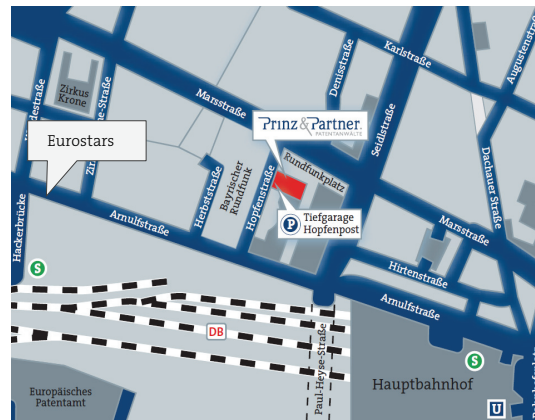 Augustenstraße
Karlstraße
Denisstraße
Zirkus
Krone
Marsstraße
Seidlstraße
Prinz & Partner
PATENTANWÄLTE
Eurostars
Dachauer Straße
Rundfunkplatz
Herbststraße
Bayrischer
Rundfunk
Hopfenstraße
P
Tiefgarage
Hopfenpost
Arnulfstraße
Hackerbrücke
Marsstraße
Hirtenstraße
Arnulfstraße
S
DB
Paul-Heyse-Straße
S
Hauptbahnhof
Europäisches
Patentamt
U